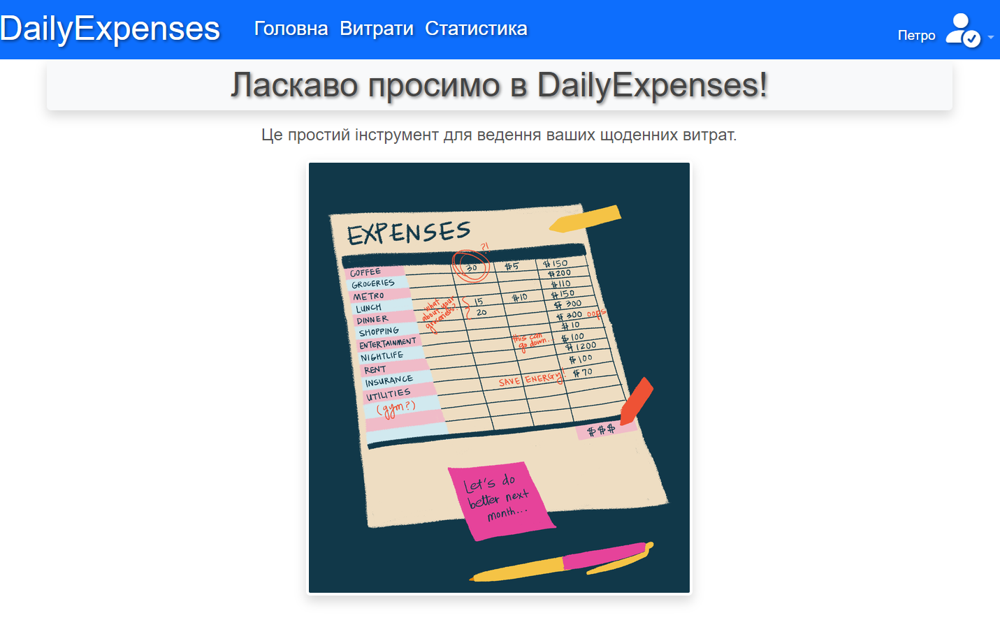 DailyExpenses
Головна Витрати Статистика
Петро
Ласкаво просимо в DailyExpenses!
Це простий інструмент для ведення ваших щоденних витрат.
EXPENSES
?!
COFFEE 30 $5 $150
GROCERIES $200
METRO $110
LUNCH 15 $10 $150
DINNER 20 $300
SHOPPING $300 oops
ENTERTAINMENT $10
NIGHTLIFE $100
RENT $1200
INSURANCE $100
UTILITIES $70
what
about your
groceries?
this can
go down...
SAVE ENERGY!
(gym?)
$$$
Let's do
better next
month...